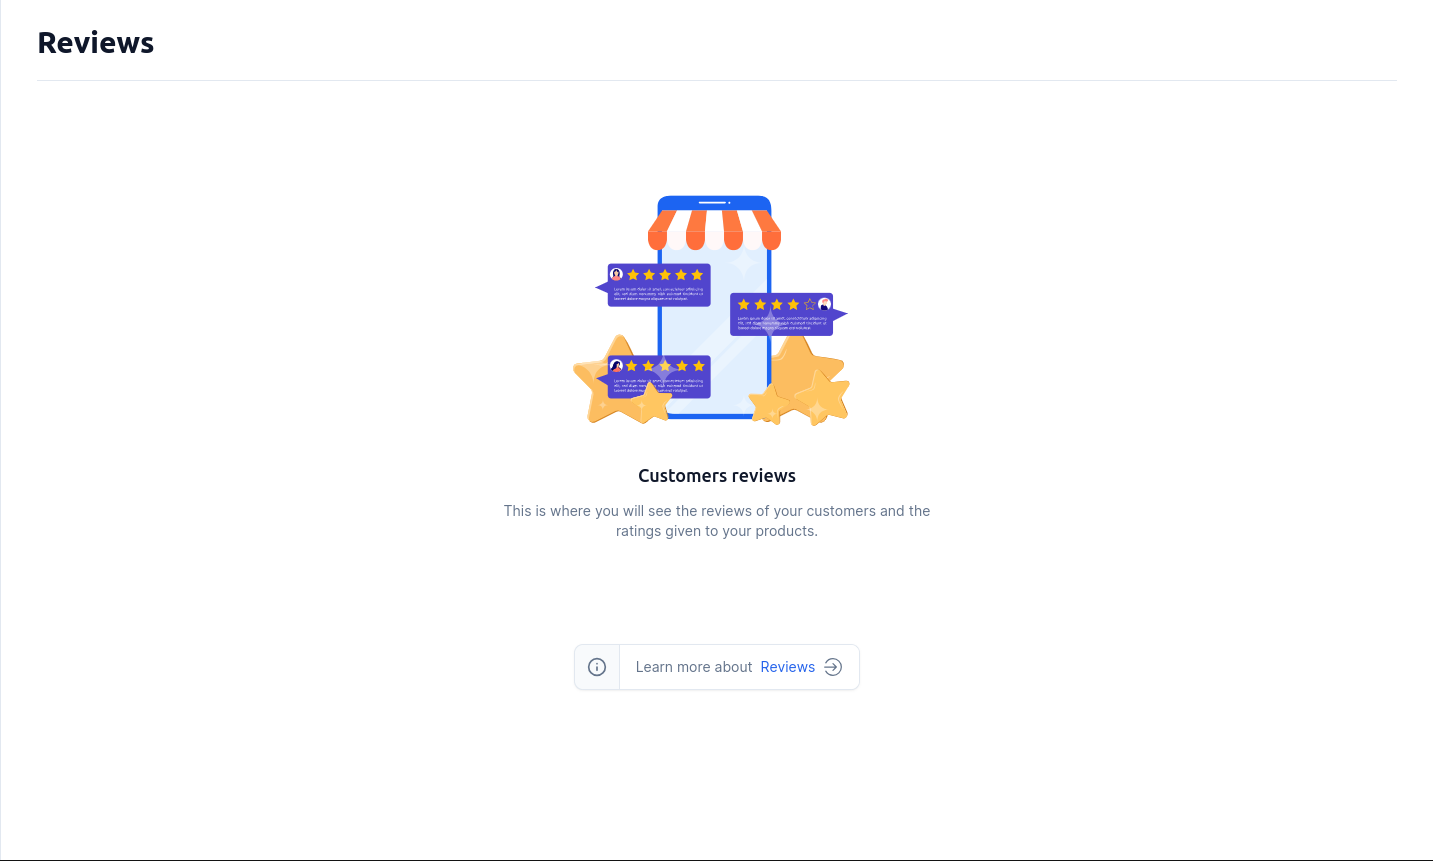 Reviews
Customers reviews
This is where you will see the reviews of your customers and the
ratings given to your products.
Learn more about Reviews